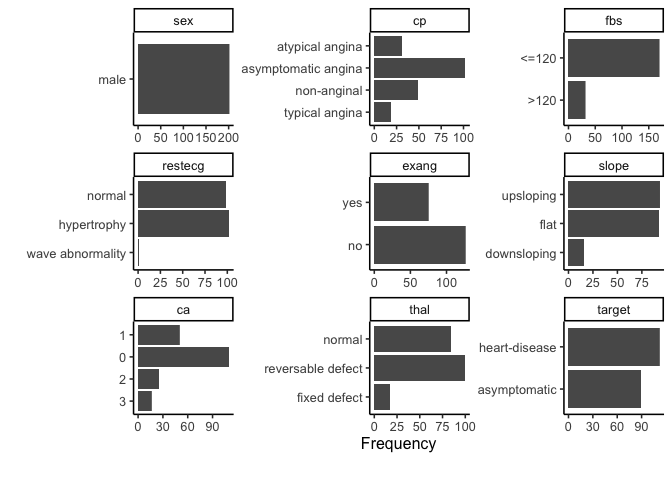 sex
male
0 50 100 150 200
cp
atypical angina
asymptomatic angina
non-anginal
typical angina
0 25 50 75 100
fbs
<=120
>120
0 50 100 150
restecg
normal
hypertrophy
wave abnormality
0 25 50 75 100
exang
yes
no
0 50 100
slope
upsloping
flat
downsloping
0 25 50 75
ca
1
0
2
3
0 30 60 90
thal
normal
reversable defect
fixed defect
0 25 50 75 100
target
heart-disease
asymptomatic
0 30 60 90
Frequency